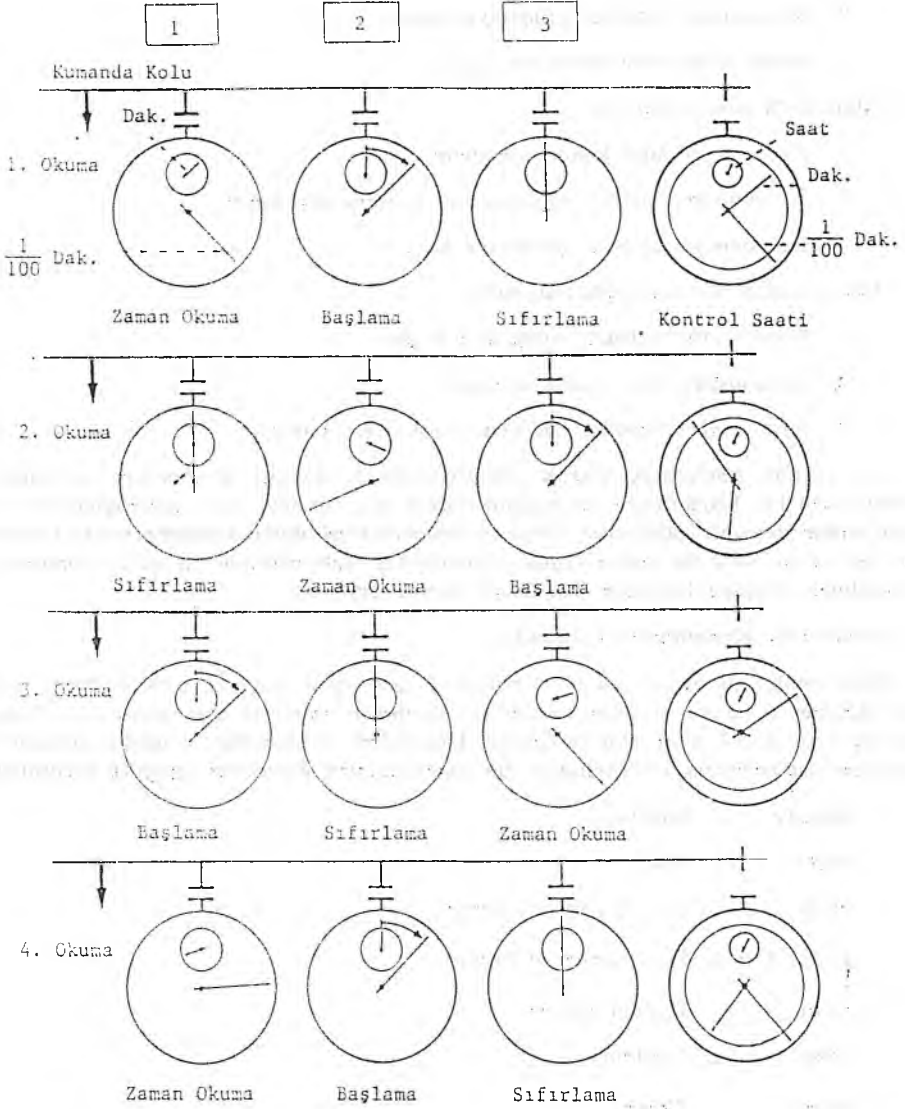 1 2 3
Kumanda Kolu
Dak. Saat
1. Okuma Dak.
1/100 Dak. 1/100 Dak.
Zaman Okuma Başlama Sıfırlama Kontrol Saati
2. Okuma
Sıfırlama Zaman Okuma Başlama
3. Okuma
Başlama Sıfırlama Zaman Okuma
4. Okuma
Zaman Okuma Başlama Sıfırlama